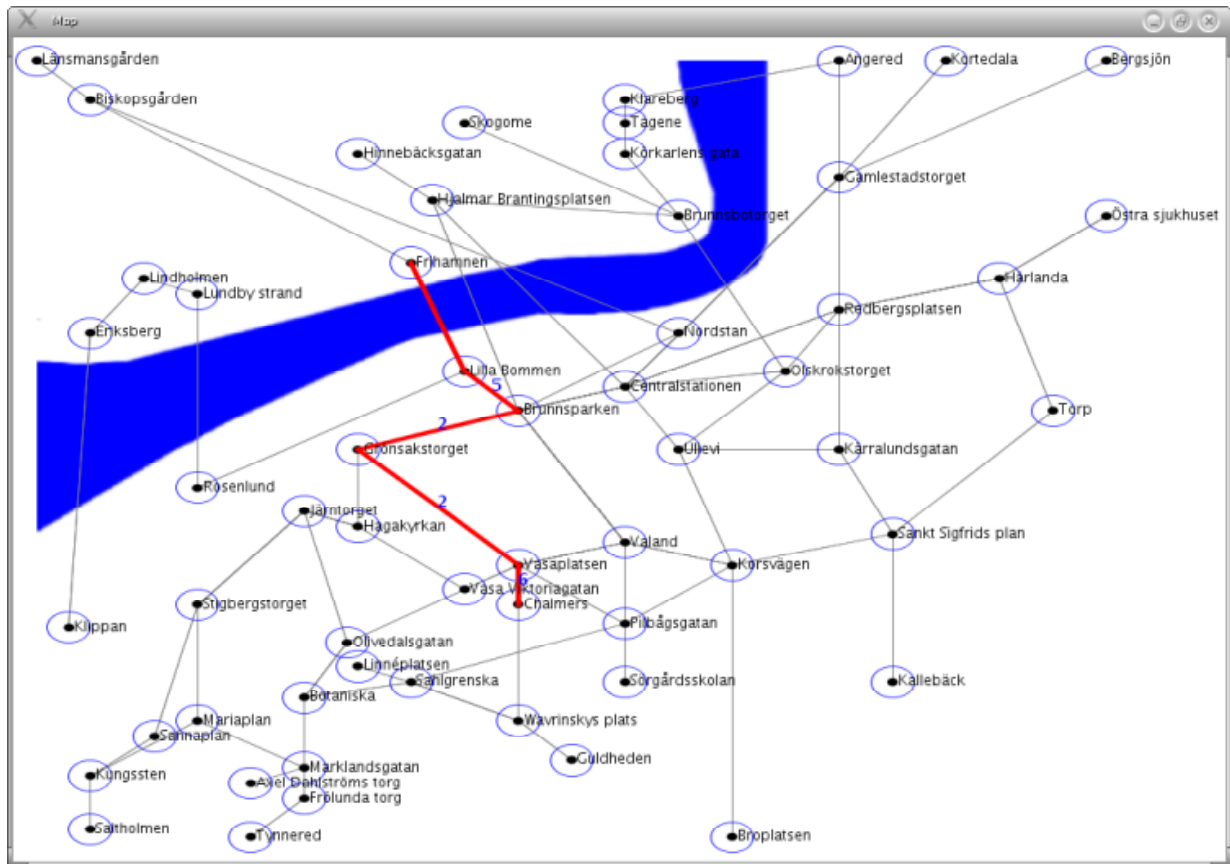 Map
Länsmansgården
Angered
Kortedala
Bergsjön
Biskopsgården
Klareberg
Skogome
Tagene
Hinnebäcksgatan
Körkarlens gata
Gamlestadstorget
Hjalmar Brantingsplatsen
Brunnsbotorget
Östra sjukhuset
Frihamnen
Lindholmen
Härlanda
Lundby strand
Redbergsplatsen
Eriksberg
Nordstan
Lilla Bommen
Olskrokstorget
5
Centralstationen
Brunnsparken
Torp
2
Grönsakstorget
Ullevi
Kärralundsgatan
Rosenlund
2
Järntorget
Hagakyrkan
Sankt Sigfrids plan
Valand
Vasaplatsen
Korsvägen
6
Vasa Viktoriagatan
Stigbergstorget
Chalmers
Klippan
Pilbågsgatan
Olivedalsgatan
Linnéplatsen
Sahlgrenska
Sörgårdsskolan
Kallebäck
Botaniska
Mariaplan
Wavrinskys plats
Sannaplan
Guldheden
Marklandsgatan
Kungssten
Axel Dahlströms torg
Frölunda torg
Saltholmen
Tynnered
Broplatsen